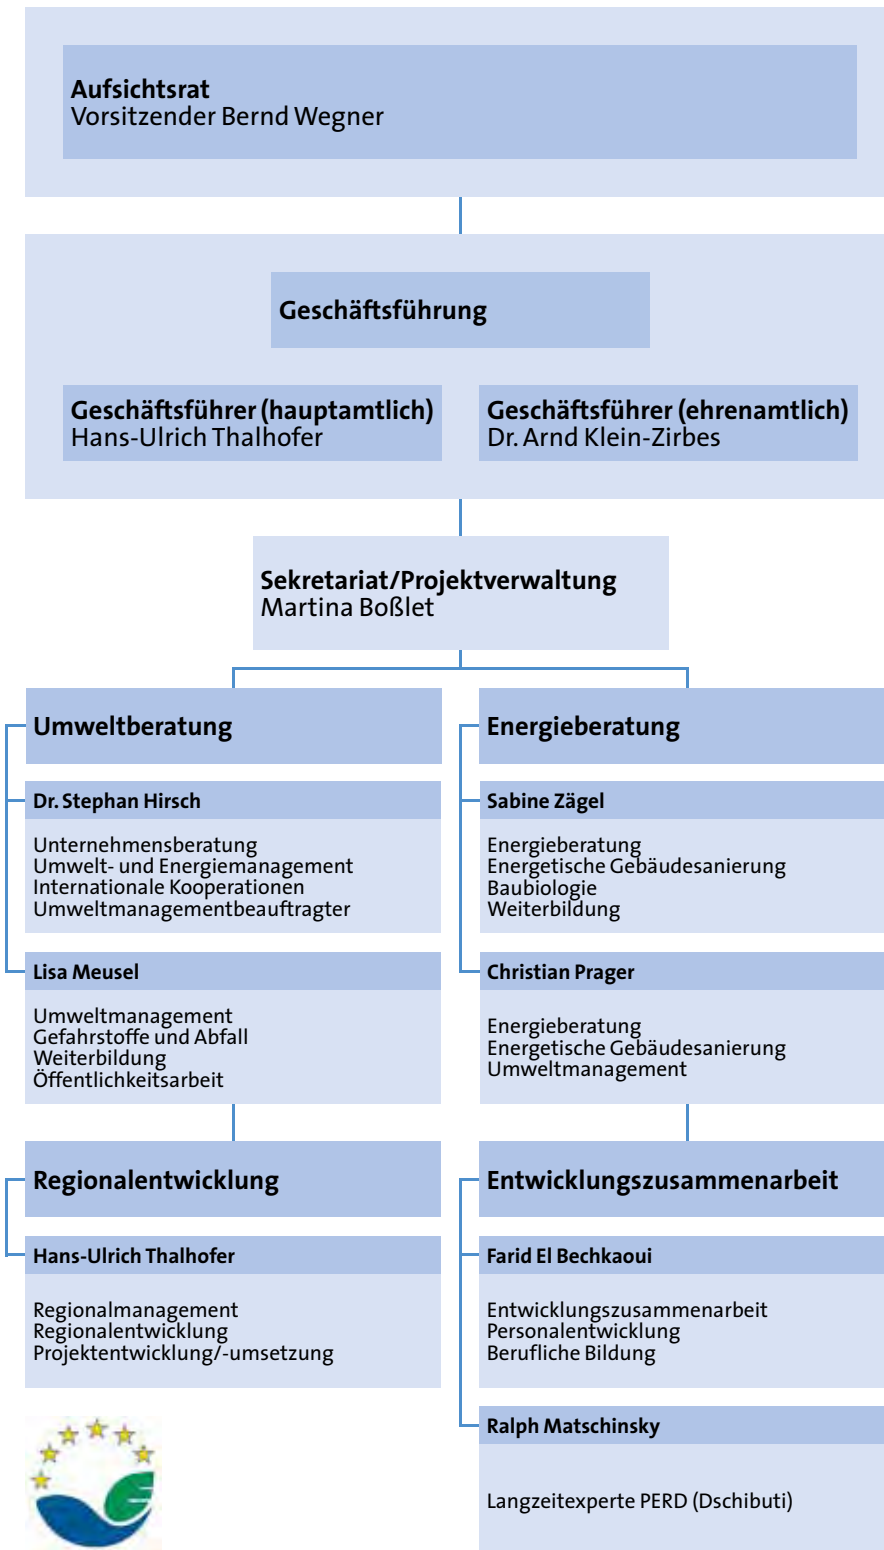 Aufsichtsrat
Vorsitzender Bernd Wegner
Geschäftsführung
Geschäftsführer (hauptamtlich)
Hans-Ulrich Thalhofer
Geschäftsführer (ehrenamtlich)
Dr. Arnd Klein-Zirbes
Sekretariat/Projektverwaltung
Martina Boßlet
Umweltberatung
Dr. Stephan Hirsch
Unternehmensberatung
Umwelt- und Energiemanagement
Internationale Kooperationen
Umweltmanagementbeauftragter
Lisa Meusel
Umweltmanagement
Gefahrstoffe und Abfall
Weiterbildung
Öffentlichkeitsarbeit
Energieberatung
Sabine Zägel
Energieberatung
Energetische Gebäudesanierung
Baubiologie
Weiterbildung
Christian Prager
Energieberatung
Energetische Gebäudesanierung
Umweltmanagement
Regionalentwicklung
Hans-Ulrich Thalhofer
Regionalmanagement
Regionalentwicklung
Projektentwicklung/-umsetzung
Entwicklungszusammenarbeit
Farid El Bechkaoui
Entwicklungszusammenarbeit
Personalentwicklung
Berufliche Bildung
Ralph Matschinsky
Langzeitexperte PERD (Dschibuti)